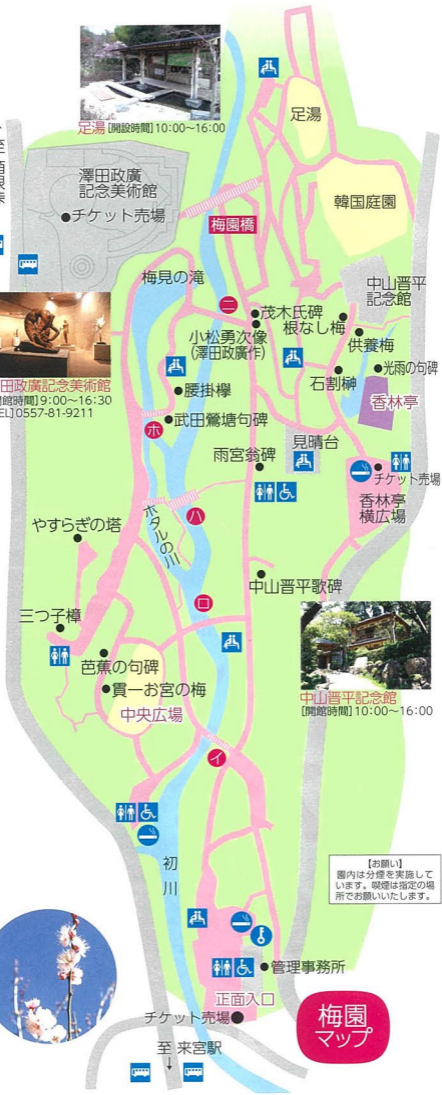 足湯[開設時間]10:00〜16:00
足湯
澤田政廣
記念美術館
チケット売場
梅園橋
韓国庭園
梅見の滝
中山晋平
記念館
ニ
茂木氏碑
根なし梅
小松勇次像
(澤田政廣作)
供養梅
光雨の句碑
田政廣記念美術館
館時間]9:00〜16:30
EL]0557-81-9211
腰掛欅
石割榊
香林亭
ホ
武田鶯塘句碑
雨宮翁碑
見晴台
チケット売場
香林亭
横広場
ハ
ホタルの川
やすらぎの塔
ロ
中山晋平歌碑
三つ子樟
芭蕉の句碑
貫一お宮の梅
中央広場
中山晋平記念館
[開館時間]10:00〜16:00
イ
初川
【お願い】
園内は分煙を実施して
います。喫煙は指定の場
所でお願いいたします。
管理事務所
正面入口
チケット売場
梅園
マップ
至 来宮駅